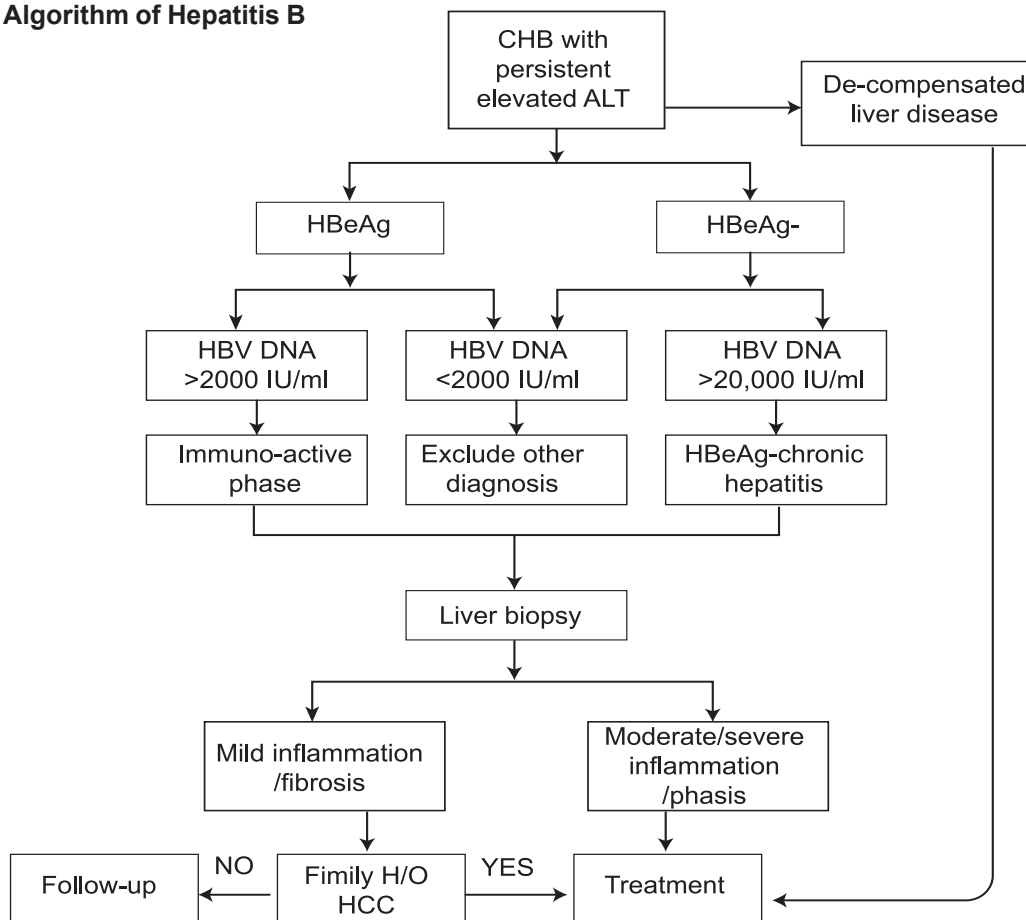 Algorithm of Hepatitis B
CHB with
persistent
elevated ALT
De-compensated
liver disease
HBeAg
HBeAg-
HBV DNA
>2000 IU/ml
HBV DNA
<2000 IU/ml
HBV DNA
>20,000 IU/ml
Immuno-active
phase
Exclude other
diagnosis
HBeAg-chronic
hepatitis
Liver biopsy
Mild inflammation
/fibrosis
Moderate/severe
inflammation
/phasis
Follow-up
NO
Fimily H/O
HCC
YES
Treatment